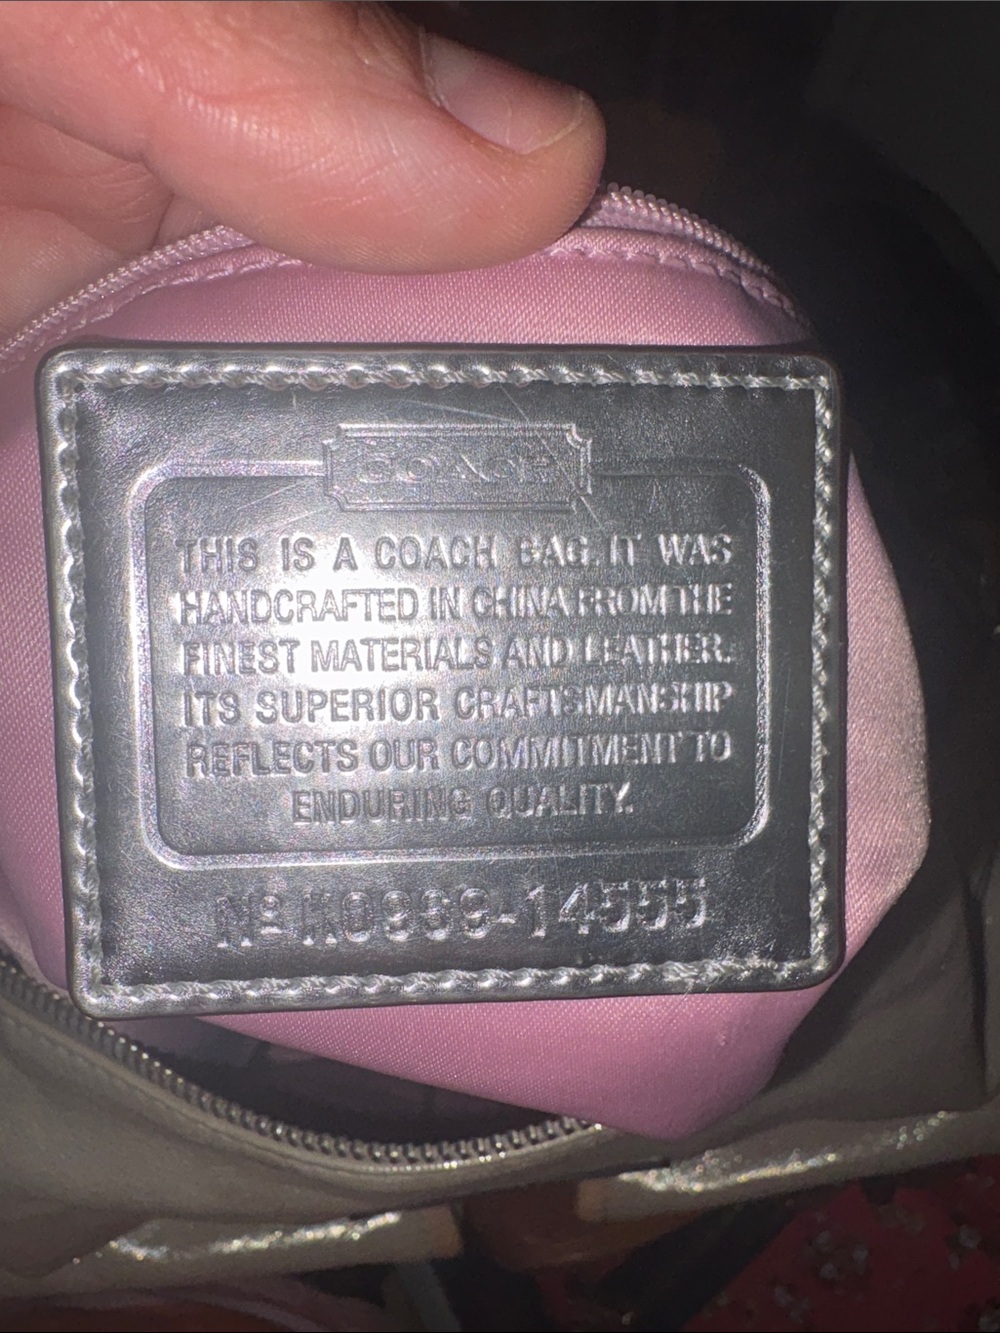 COACH
THIS IS A COACH BAG. IT WAS
HANDCRAFTED IN CHINA FROM THE
FINEST MATERIALS AND LEATHER.
ITS SUPERIOR CRAFTSMANSHIP
REFLECTS OUR COMMITMENT TO
ENDURING QUALITY.
Nº K0969-14555